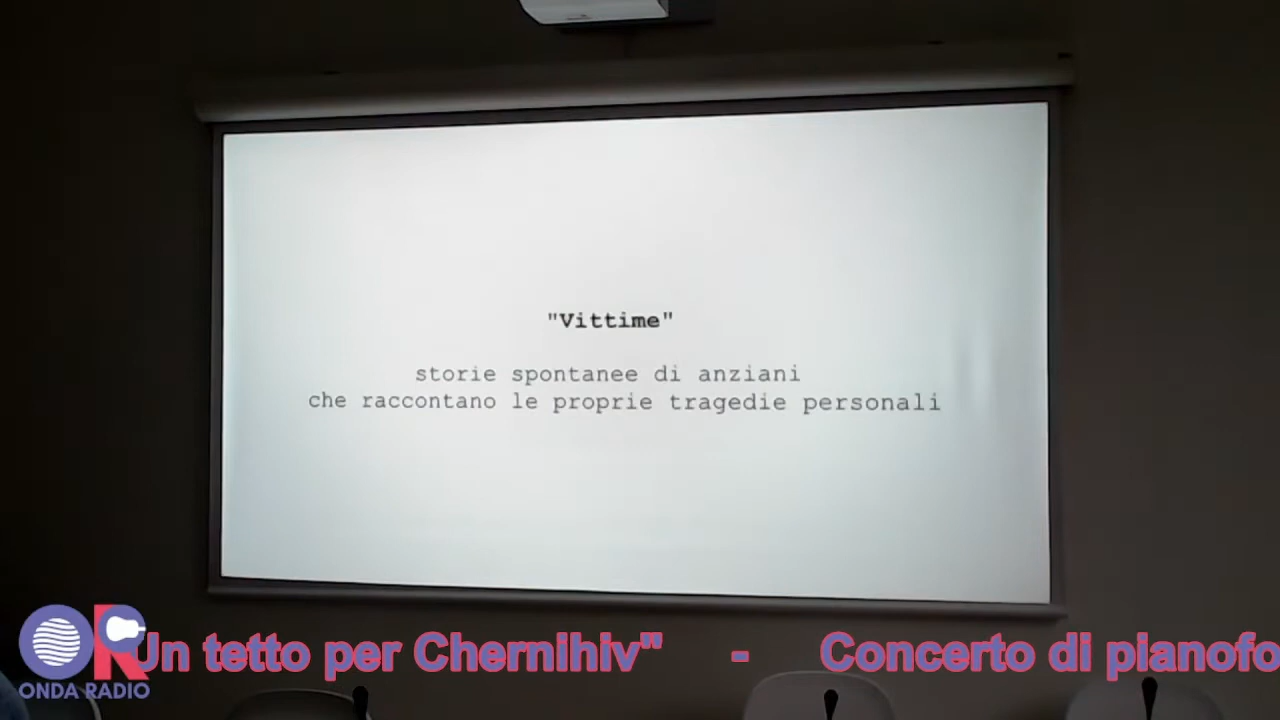 "Vittime"
storie spontanee di anziani
che raccontano le proprie tragedie personali
Un tetto per Chernihiv" - Concerto di pianofo
OR
ONDA RADIO